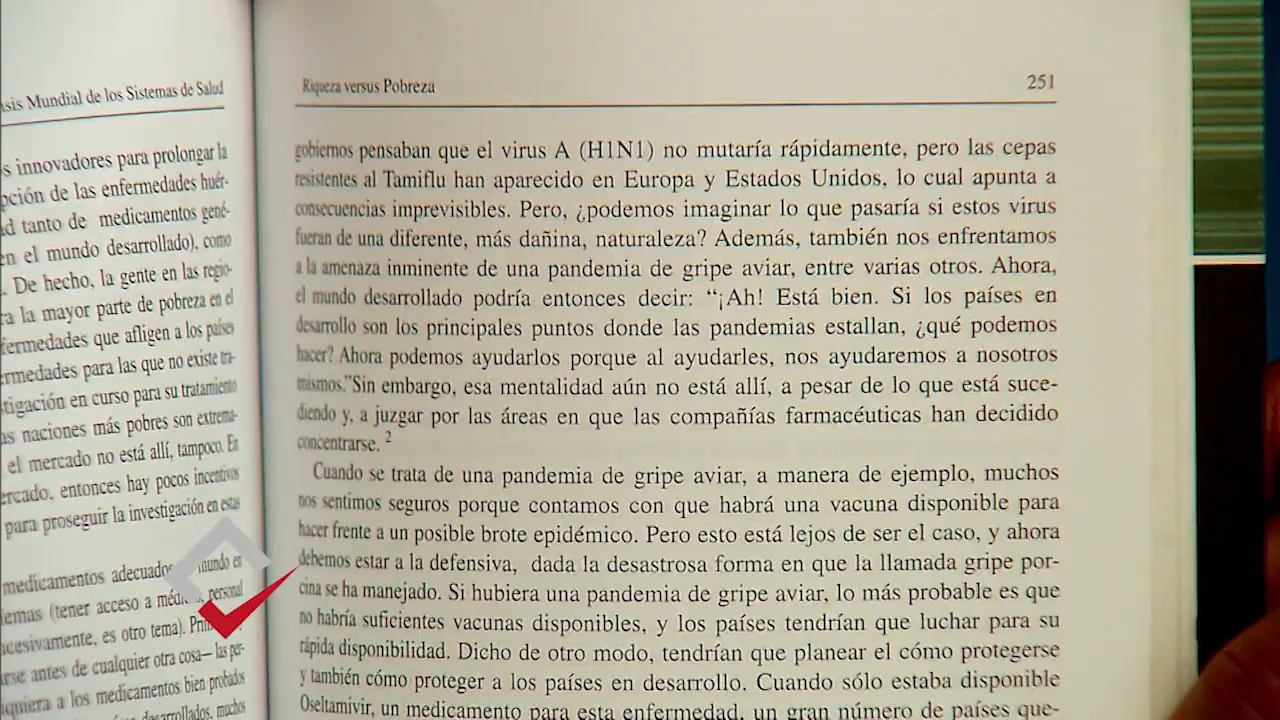 Mundial de los Sistemas de Salud
s innovadores para prolongar la
pción de las enfermedades huér-
ad tanto de medicamentos gené-
en el mundo desarrollado), como
. De hecho, la gente en las regio-
ra la mayor parte de pobreza en el
fermedades que afligen a los países
ermedades para las que no existe tra-
stigación en curso para su tratamiento
as naciones más pobres son extrema-
el mercado no está allí, tampoco. En
ercado, entonces hay pocos incentivos
para proseguir la investigación en estas
medicamentos adecuados mundo en
lemas (tener acceso a personal
ncesivamente, es otro tema).
arse antes de cualquier otra cosa— las per-
quiera a los medicamentos bien probados
desarrollados, muchos
Riqueza versus Pobreza 251
gobiernos pensaban que el virus A (H1N1) no mutaría rápidamente, pero las cepas
resistentes al Tamiflu han aparecido en Europa y Estados Unidos, lo cual apunta a
consecuencias imprevisibles. Pero, ¿podemos imaginar lo que pasaría si estos virus
fueran de una diferente, más dañina, naturaleza? Además, también nos enfrentamos
a la amenaza inminente de una pandemia de gripe aviar, entre varias otros. Ahora,
el mundo desarrollado podría entonces decir: “¡Ah! Está bien. Si los países en
desarrollo son los principales puntos donde las pandemias estallan, ¿qué podemos
hacer? Ahora podemos ayudarlos porque al ayudarles, nos ayudaremos a nosotros
mismos.”Sin embargo, esa mentalidad aún no está allí, a pesar de lo que está suce-
diendo y, a juzgar por las áreas en que las compañías farmacéuticas han decidido
concentrarse. 2
Cuando se trata de una pandemia de gripe aviar, a manera de ejemplo, muchos
nos sentimos seguros porque contamos con que habrá una vacuna disponible para
hacer frente a un posible brote epidémico. Pero esto está lejos de ser el caso, y ahora
debemos estar a la defensiva, dada la desastrosa forma en que la llamada gripe por-
cina se ha manejado. Si hubiera una pandemia de gripe aviar, lo más probable es que
no habría suficientes vacunas disponibles, y los países tendrían que luchar para su
rápida disponibilidad. Dicho de otro modo, tendrían que planear el cómo protegerse
y también cómo proteger a los países en desarrollo. Cuando sólo estaba disponible
Oseltamivir, un medicamento para esta enfermedad, un gran número de países que-